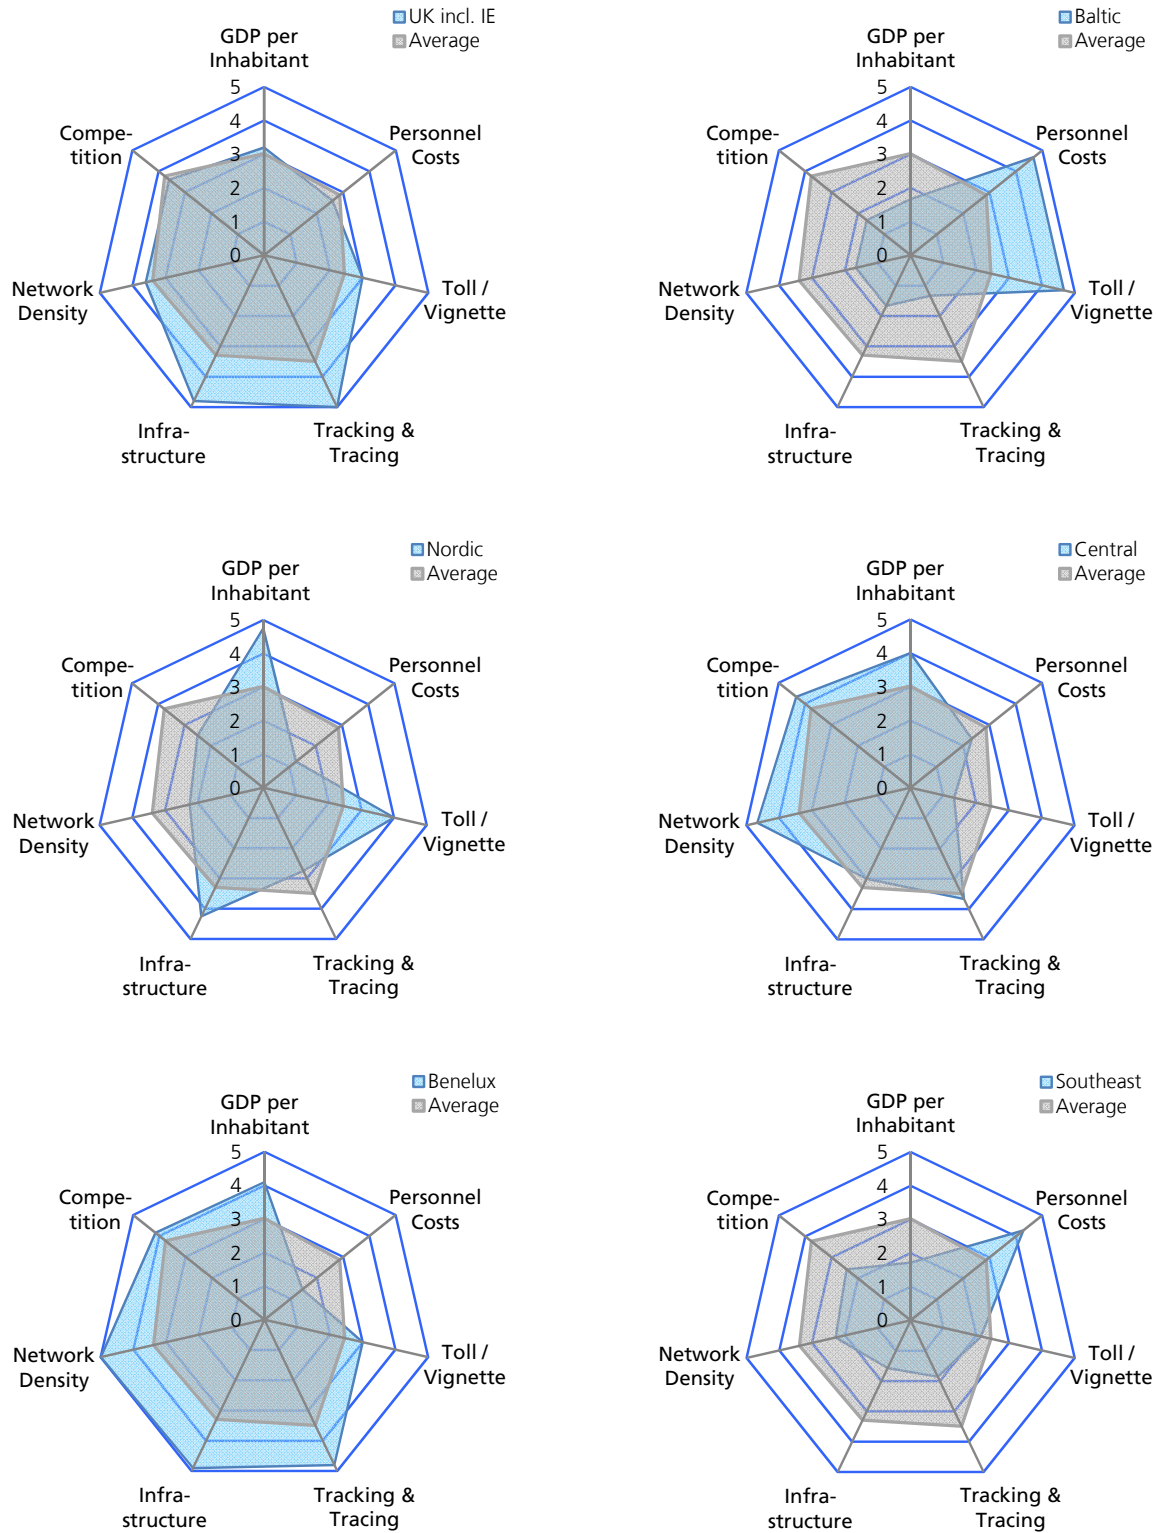 UK incl. IE
Average
GDP per
Inhabitant
5
4
3
2
1
0
Personnel
Costs
Toll /
Vignette
Tracking &
Tracing
Infra-
structure
Network
Density
Compe-
tition
Baltic
Average
GDP per
Inhabitant
5
4
3
2
1
0
Personnel
Costs
Toll /
Vignette
Tracking &
Tracing
Infra-
structure
Network
Density
Compe-
tition
Nordic
Average
GDP per
Inhabitant
5
4
3
2
1
0
Personnel
Costs
Toll /
Vignette
Tracking &
Tracing
Infra-
structure
Network
Density
Compe-
tition
Central
Average
GDP per
Inhabitant
5
4
3
2
1
0
Personnel
Costs
Toll /
Vignette
Tracking &
Tracing
Infra-
structure
Network
Density
Compe-
tition
Benelux
Average
GDP per
Inhabitant
5
4
3
2
1
0
Personnel
Costs
Toll /
Vignette
Tracking &
Tracing
Infra-
structure
Network
Density
Compe-
tition
Southeast
Average
GDP per
Inhabitant
5
4
3
2
1
0
Personnel
Costs
Toll /
Vignette
Tracking &
Tracing
Infra-
structure
Network
Density
Compe-
tition